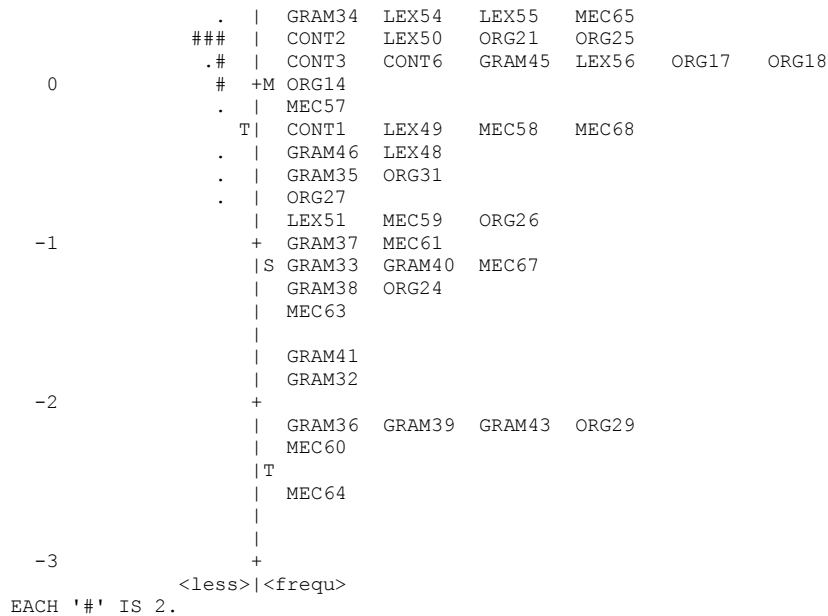 . | GRAM34 LEX54 LEX55 MEC65
### | CONT2 LEX50 ORG21 ORG25
.# | CONT3 CONT6 GRAM45 LEX56 ORG17 ORG18
0 # +M ORG14
. | MEC57
T| CONT1 LEX49 MEC58 MEC68
. | GRAM46 LEX48
. | GRAM35 ORG31
. | ORG27
| LEX51 MEC59 ORG26
-1 + GRAM37 MEC61
|S GRAM33 GRAM40 MEC67
| GRAM38 ORG24
| MEC63
|
| GRAM41
| GRAM32
-2 +
| GRAM36 GRAM39 GRAM43 ORG29
| MEC60
|T
| MEC64
|
|
-3 +
<less>|<frequ>
EACH '#' IS 2.